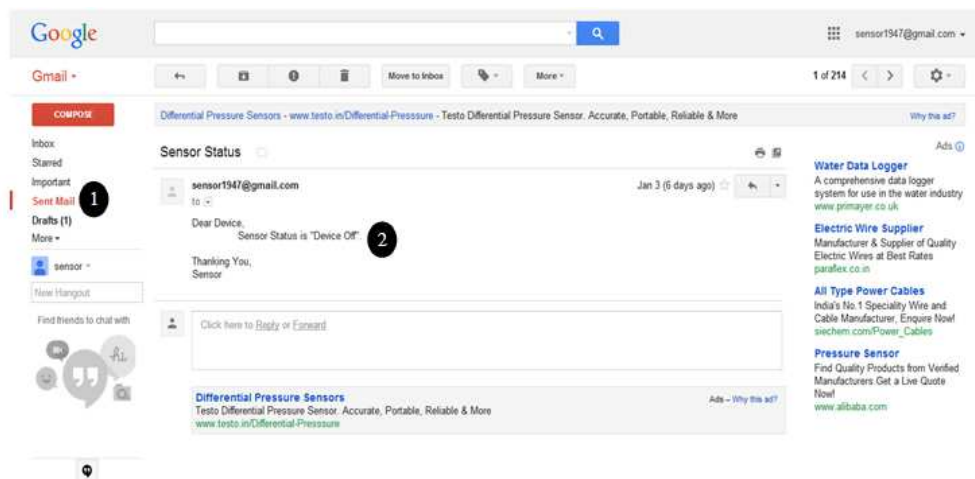 Google
sensor1947@gmail.com
Gmail
Move to Inbox
More
1 of 214
COMPOSE
Differential Pressure Sensors - www.testo.in/Differential-Presssure - Testo Differential Pressure Sensor. Accurate, Portable, Reliable & More
Why this ad?
Inbox
Starred
Important
Sent Mail
1
Drafts (1)
More
sensor
New Hangout
Find friends to chat with
Sensor Status
sensor1947@gmail.com
Jan 3 (6 days ago)
to
Dear Device,
Sensor Status is "Device Off".
2
Thanking You,
Sensor
Click here to Reply or Forward
Differential Pressure Sensors
Ads – Why this ad?
Testo Differential Pressure Sensor. Accurate, Portable, Reliable & More
www.testo.in/Differential-Presssure
Ads
Water Data Logger
A comprehensive data logger
system for use in the water industry
www.primayer.co.uk
Electric Wire Supplier
Manufacturer & Supplier of Quality
Electric Wires at Best Rates
paraflex.co.in
All Type Power Cables
India's No.1 Speciality Wire and
Cable Manufacturer, Enquire Now!
siechem.com/Power_Cables
Pressure Sensor
Find Quality Products from Verified
Manufacturers.Get a Live Quote
Now!
www.alibaba.com